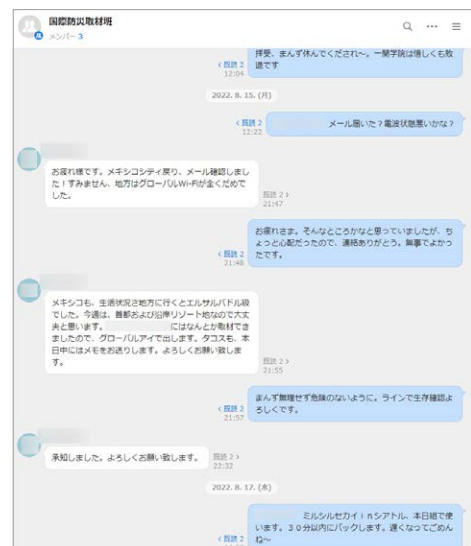 国際防災取材班
メンバー 3
拝受、まんず休んでくだされ〜。一関学院は惜しくも敗
退です
< 既読 2
12:04
2022. 8. 15. (月)
メール届いた？電波状態悪いかな？
< 既読 2
12:22
お疲れ様です。メキシコシティ戻り、メール確認しまし
た！すみません、地方はグローバルWi-Fiが全くだめで
した。
既読 2 >
21:47
お疲れさま。そんなところかなと思っていましたが、ち
ょっと心配だったので、連絡ありがとう。無事でよかっ
たです。
< 既読 2
21:48
メキシコも、生活状況さ地方に行くとエルサルバドル級
でした。今週は、首都および沿岸リゾート地なので大丈
夫と思います。
にはなんとか取材でき
ましたので、グローバルアイで出します。タコスも、本
日中にはメモをお送りします。よろしくお願い致しま
す。
既読 2 >
21:55
まんず無理せず危険のないように。ラインで生存確認よ
ろしくです。
< 既読 2
21:57
承知しました。よろしくお願い致します。
既読 2 >
22:32
2022. 8. 17. (水)
ミルシルセカイｉｎシアトル、本日組で使
います。３０分以内にバックします。遅くなってごめん
ね〜
< 既読 2